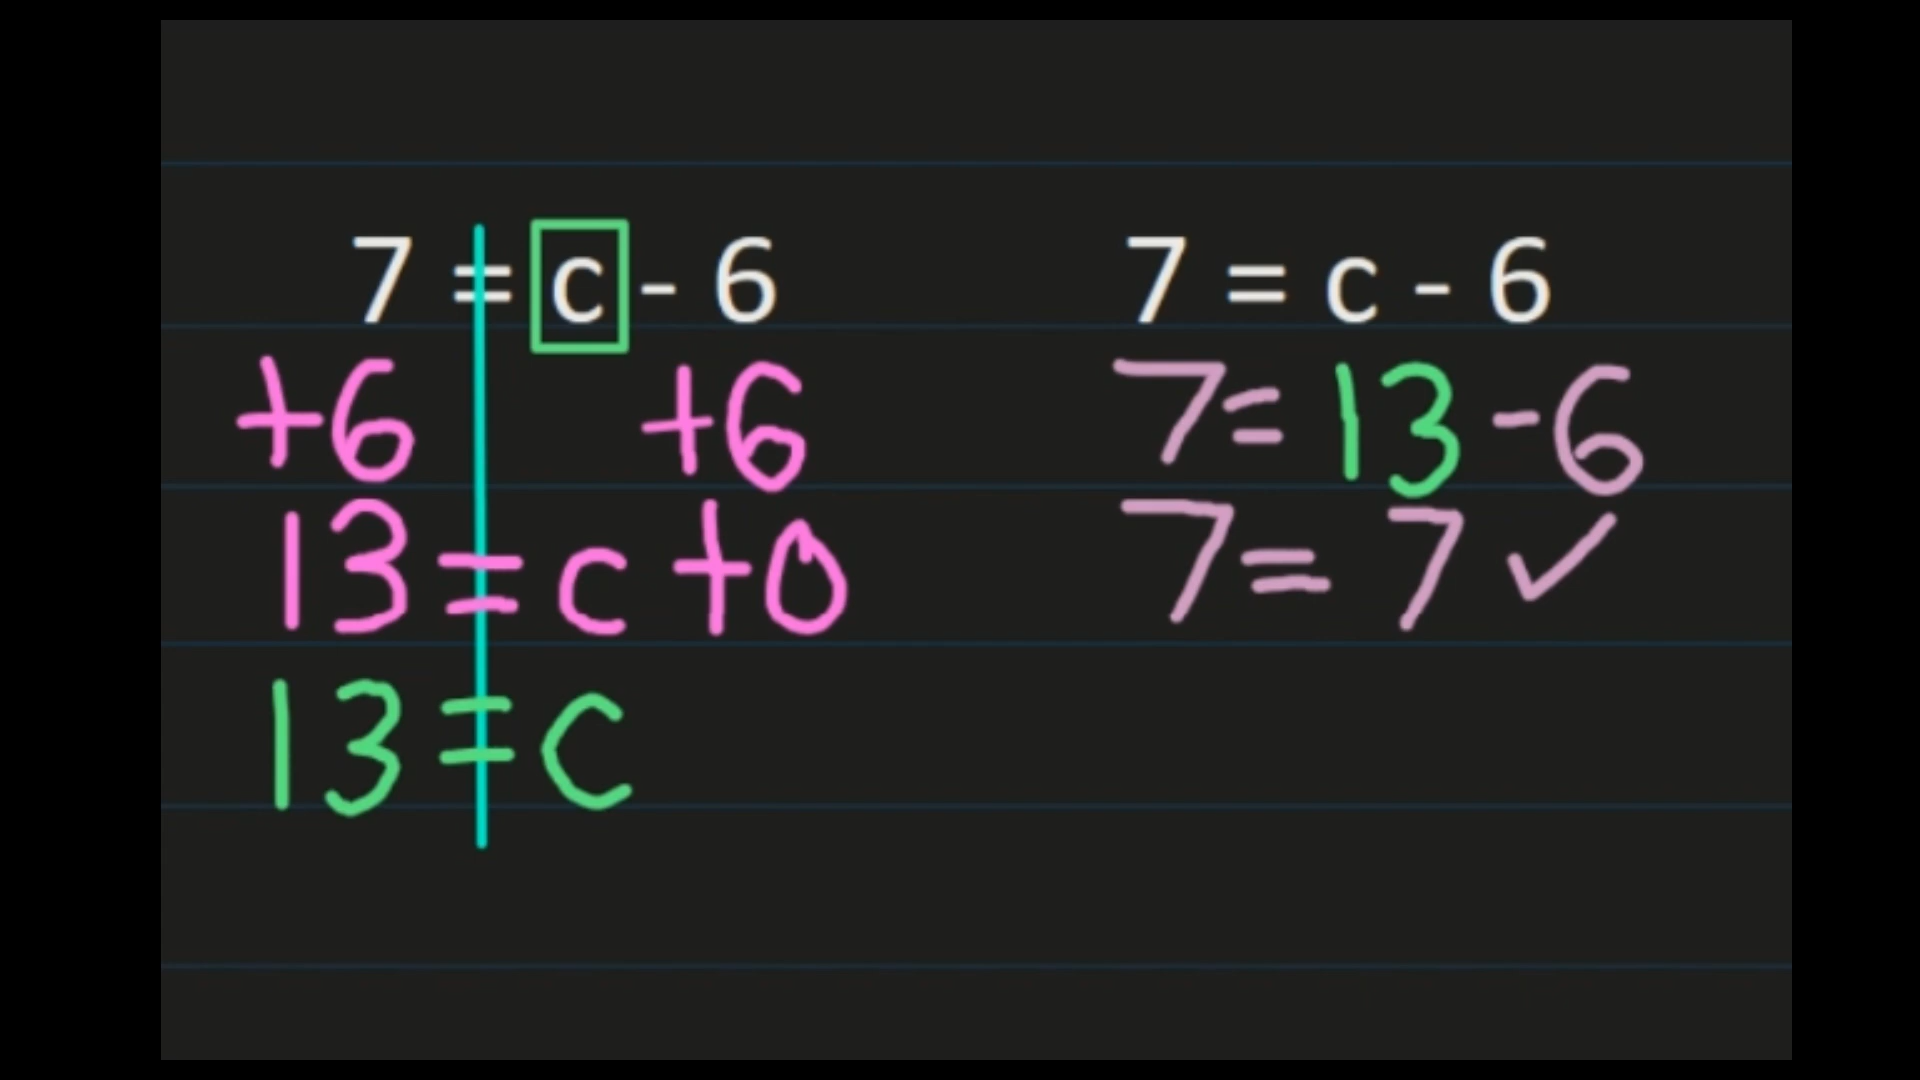 7 = c - 6
+6 +6
13 = c + 0
13 = c
7 = c - 6
7 = 13 - 6
7 = 7 ✓